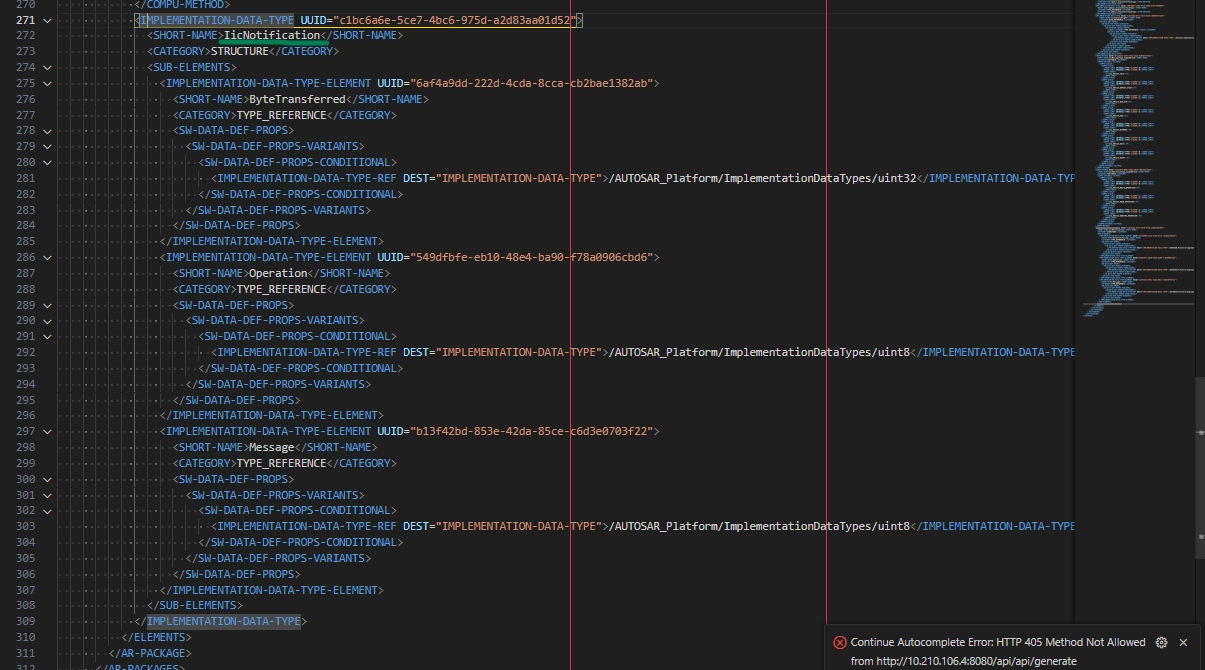 270 </COMPU-METHOD>
271 <IMPLEMENTATION-DATA-TYPE UUID="c1bc6a6e-5ce7-4bc6-975d-a2d83aa01d52">
272 <SHORT-NAME>IicNotification</SHORT-NAME>
273 <CATEGORY>STRUCTURE</CATEGORY>
274 <SUB-ELEMENTS>
275 <IMPLEMENTATION-DATA-TYPE-ELEMENT UUID="6af4a9dd-222d-4cda-8cca-cb2bae1382ab">
276 <SHORT-NAME>ByteTransferred</SHORT-NAME>
277 <CATEGORY>TYPE_REFERENCE</CATEGORY>
278 <SW-DATA-DEF-PROPS>
279 <SW-DATA-DEF-PROPS-VARIANTS>
280 <SW-DATA-DEF-PROPS-CONDITIONAL>
281 <IMPLEMENTATION-DATA-TYPE-REF DEST="IMPLEMENTATION-DATA-TYPE">/AUTOSAR_Platform/ImplementationDataTypes/uint32</IMPLEMENTATION-DATA-TYP
282 </SW-DATA-DEF-PROPS-CONDITIONAL>
283 </SW-DATA-DEF-PROPS-VARIANTS>
284 </SW-DATA-DEF-PROPS>
285 </IMPLEMENTATION-DATA-TYPE-ELEMENT>
286 <IMPLEMENTATION-DATA-TYPE-ELEMENT UUID="549dfbfe-eb10-48e4-ba90-f78a0906cbd6">
287 <SHORT-NAME>Operation</SHORT-NAME>
288 <CATEGORY>TYPE_REFERENCE</CATEGORY>
289 <SW-DATA-DEF-PROPS>
290 <SW-DATA-DEF-PROPS-VARIANTS>
291 <SW-DATA-DEF-PROPS-CONDITIONAL>
292 <IMPLEMENTATION-DATA-TYPE-REF DEST="IMPLEMENTATION-DATA-TYPE">/AUTOSAR_Platform/ImplementationDataTypes/uint8</IMPLEMENTATION-DATA-TYPE
293 </SW-DATA-DEF-PROPS-CONDITIONAL>
294 </SW-DATA-DEF-PROPS-VARIANTS>
295 </SW-DATA-DEF-PROPS>
296 </IMPLEMENTATION-DATA-TYPE-ELEMENT>
297 <IMPLEMENTATION-DATA-TYPE-ELEMENT UUID="b13f42bd-853e-42da-85ce-c6d3e0703f22">
298 <SHORT-NAME>Message</SHORT-NAME>
299 <CATEGORY>TYPE_REFERENCE</CATEGORY>
300 <SW-DATA-DEF-PROPS>
301 <SW-DATA-DEF-PROPS-VARIANTS>
302 <SW-DATA-DEF-PROPS-CONDITIONAL>
303 <IMPLEMENTATION-DATA-TYPE-REF DEST="IMPLEMENTATION-DATA-TYPE">/AUTOSAR_Platform/ImplementationDataTypes/uint8</IMPLEMENTATION-DATA-TYPE
304 </SW-DATA-DEF-PROPS-CONDITIONAL>
305 </SW-DATA-DEF-PROPS-VARIANTS>
306 </SW-DATA-DEF-PROPS>
307 </IMPLEMENTATION-DATA-TYPE-ELEMENT>
308 </SUB-ELEMENTS>
309 </IMPLEMENTATION-DATA-TYPE>
310 </ELEMENTS>
311 </AR-PACKAGE>
312 </AR-PACKAGES>
Continue Autocomplete Error: HTTP 405 Method Not Allowed
from http://10.210.106.4:8080/api/api/generate